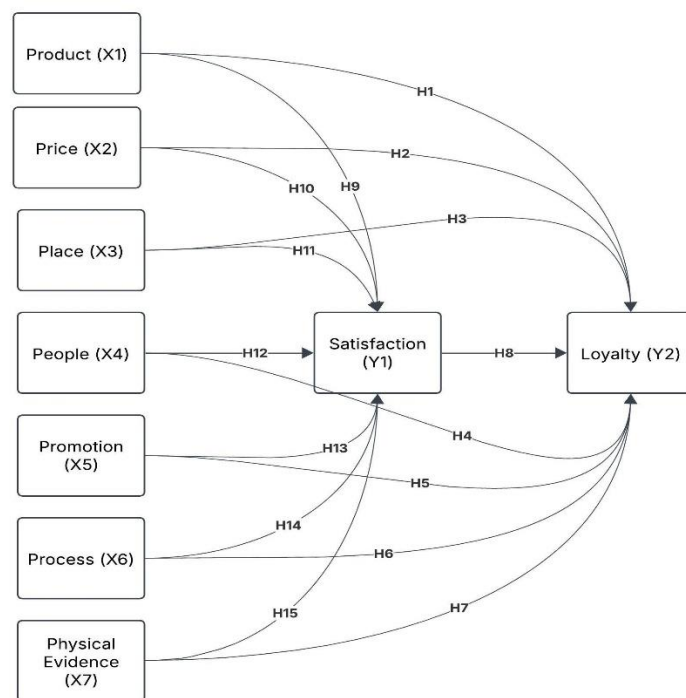 Product (X1)
H1
Price (X2)
H2
H10
H9
Place (X3)
H3
H11
People (X4)
H12
Satisfaction
(Y1)
H8
Loyalty (Y2)
Promotion
(X5)
H13
H4
H5
Process (X6)
H14
H6
Physical
Evidence
(X7)
H15
H7